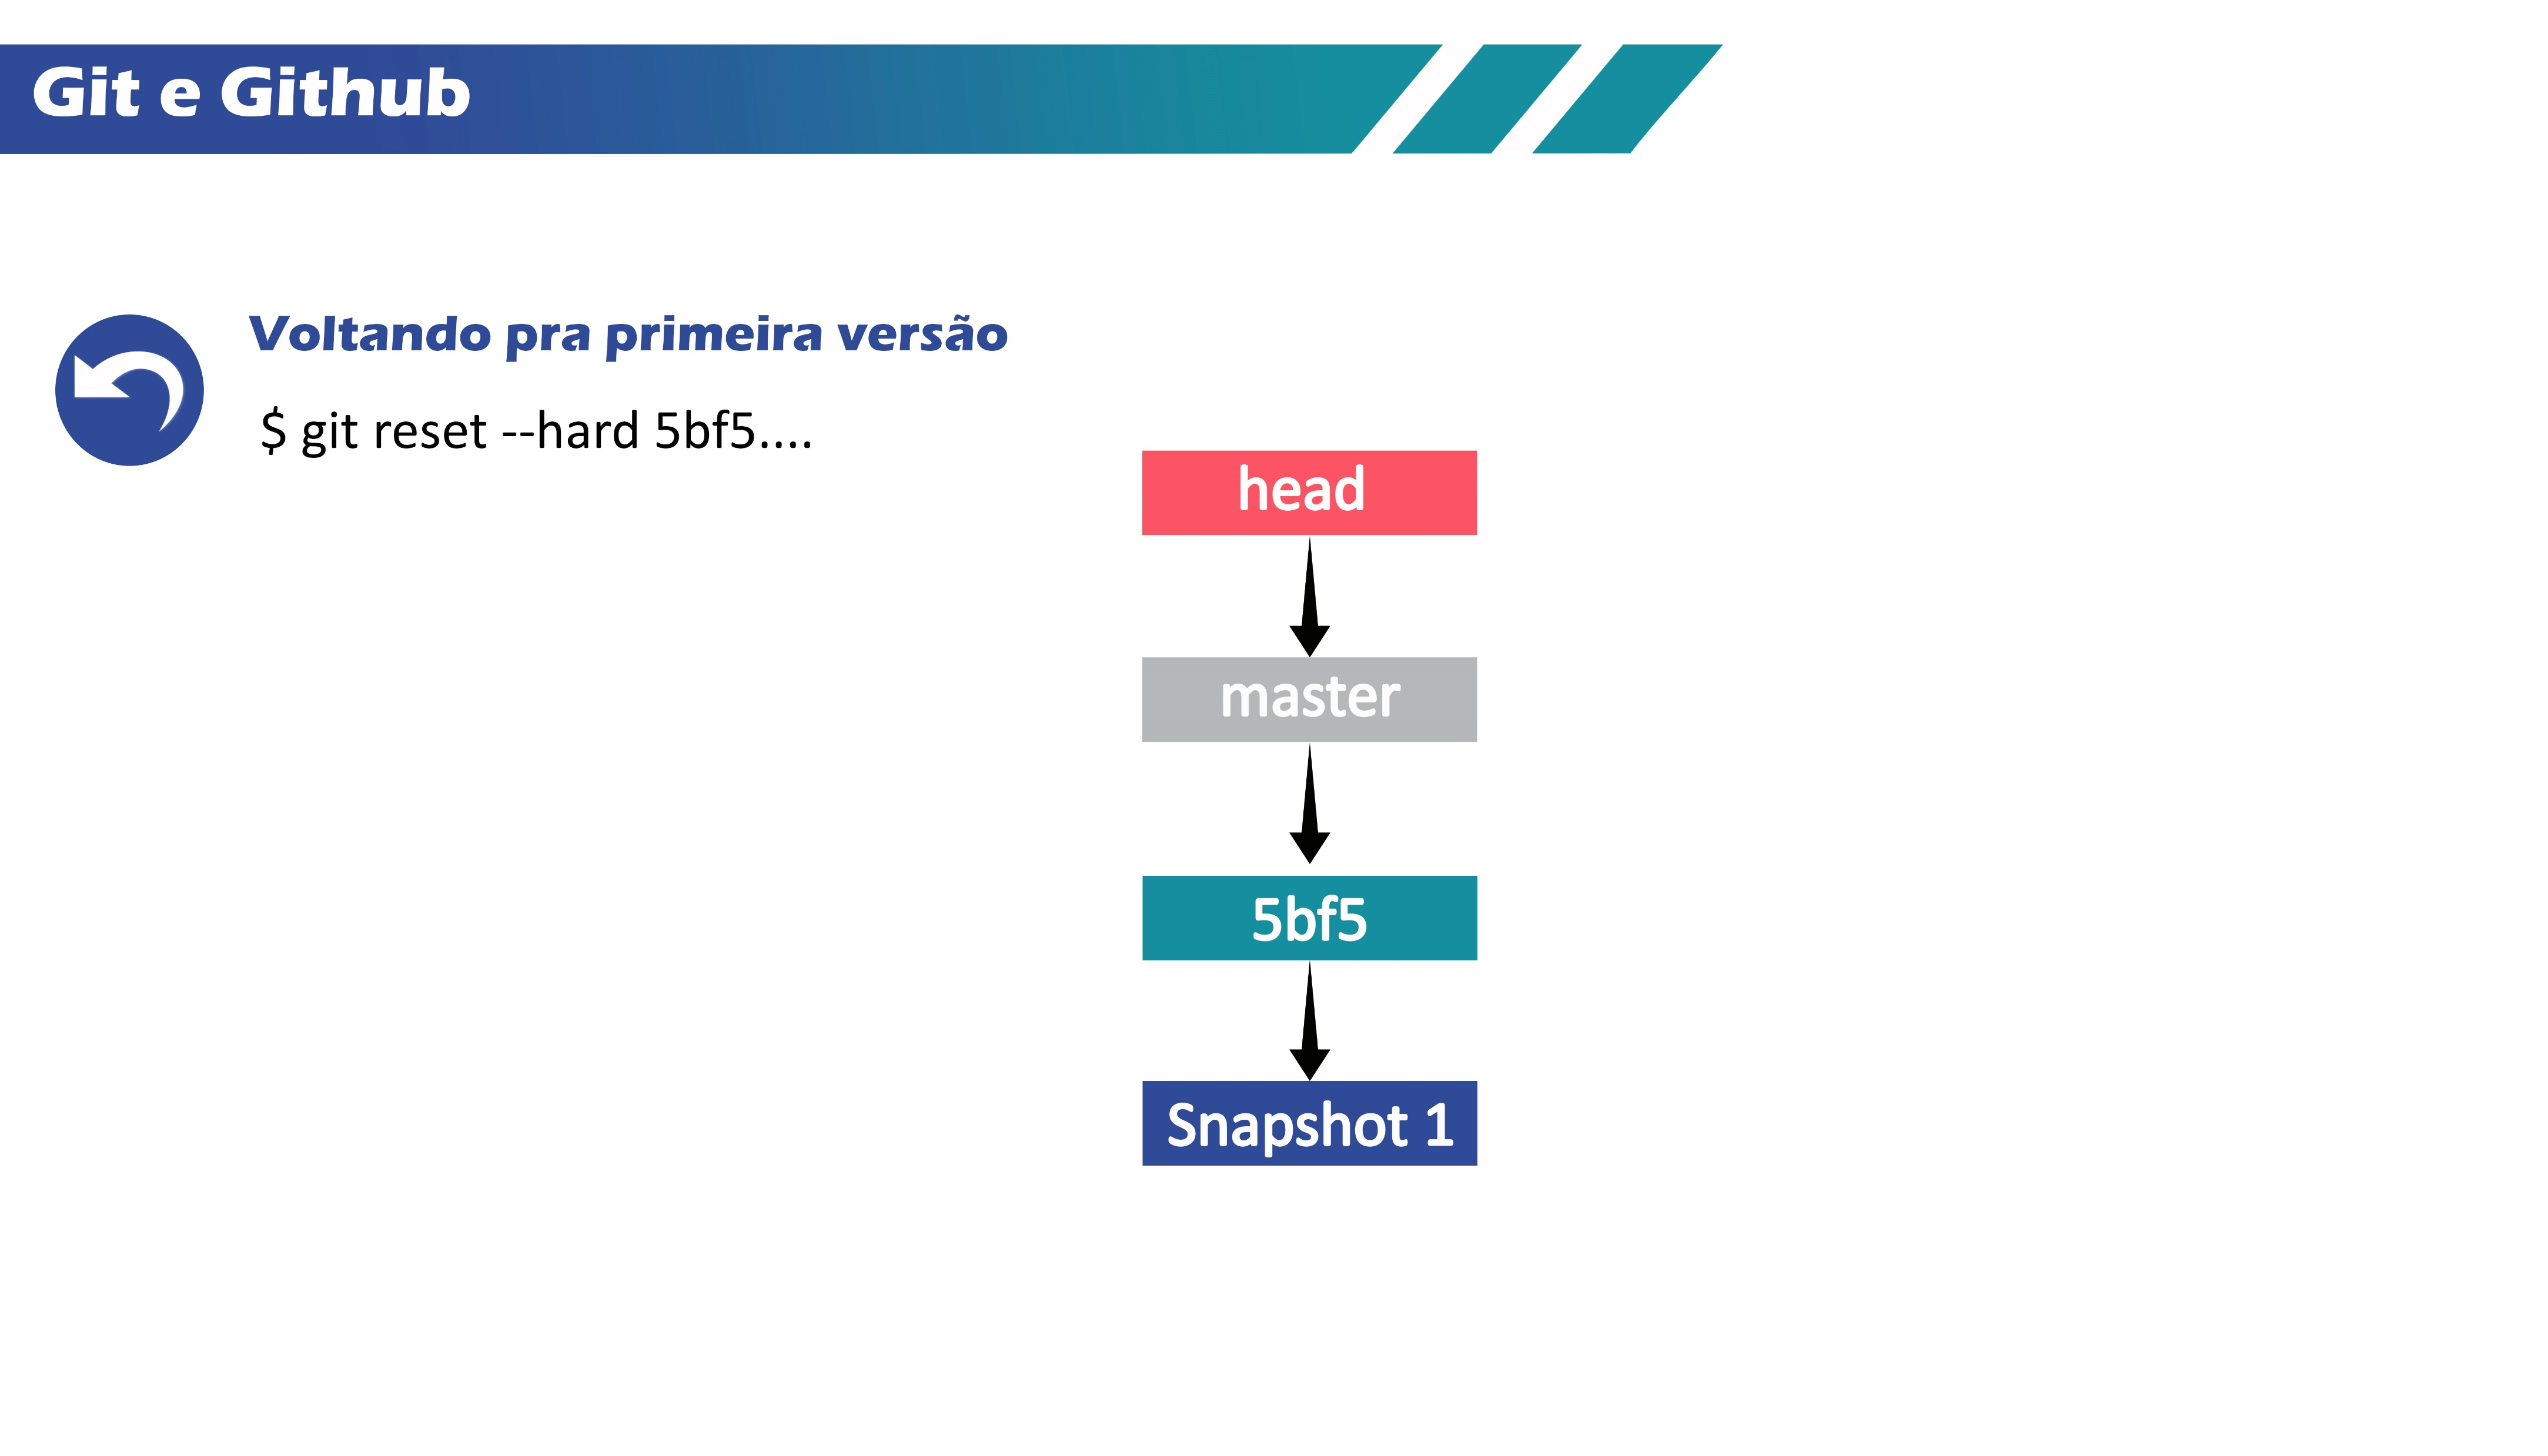 Git e Github
Voltando pra primeira versão
$ git reset --hard 5bf5....
head
master
5bf5
Snapshot 1